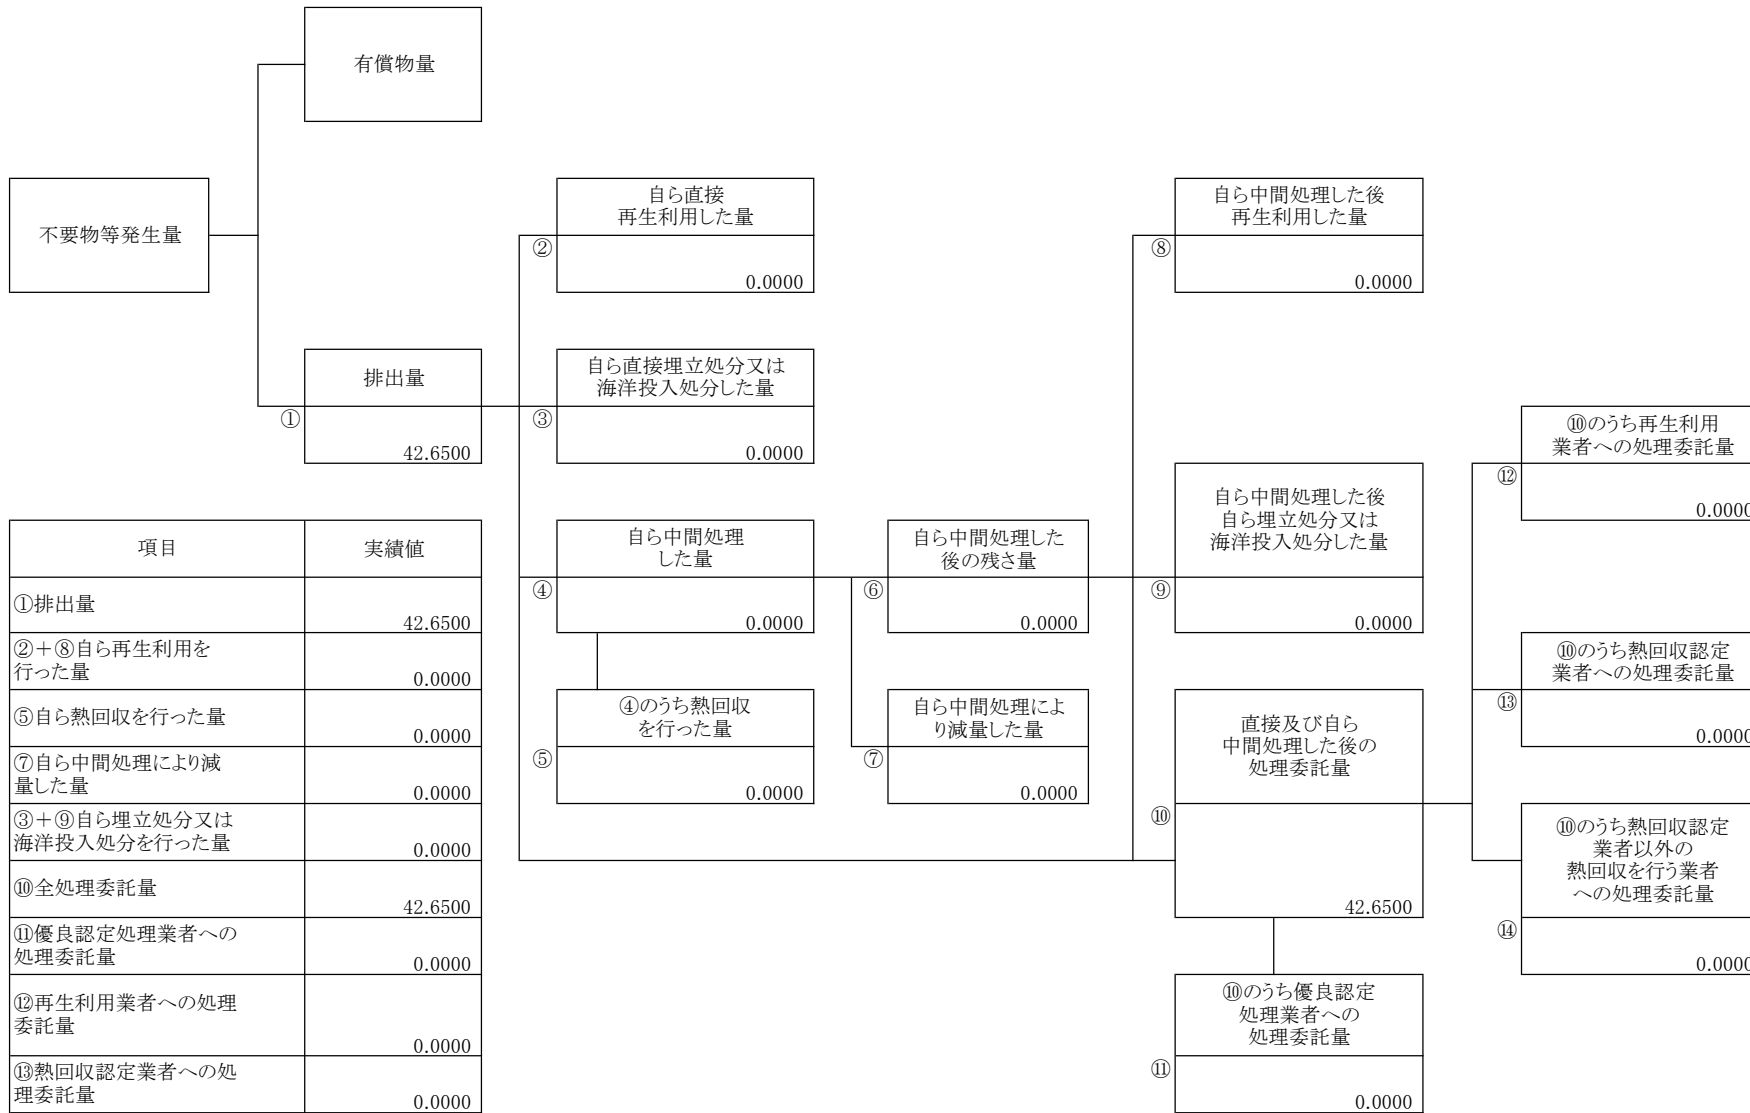 有償物量
不要物等発生量
排出量
①
42.6500
自ら直接
再生利用した量
②
0.0000
自ら直接埋立処分又は
海洋投入処分した量
③
0.0000
自ら中間処理
した量
④
0.0000
④のうち熱回収
を行った量
⑤
0.0000
自ら中間処理した
後の残さ量
⑥
0.0000
自ら中間処理によ
り減量した量
⑦
0.0000
自ら中間処理した後
再生利用した量
⑧
0.0000
自ら中間処理した後
自ら埋立処分又は
海洋投入処分した量
⑨
0.0000
直接及び自ら
中間処理した後の
処理委託量
⑩
42.6500
⑩のうち優良認定
処理業者への
処理委託量
⑪
0.0000
⑩のうち再生利用
業者への処理委託量
⑫
0.0000
⑩のうち熱回収認定
業者への処理委託量
⑬
0.0000
⑩のうち熱回収認定
業者以外の
熱回収を行う業者
への処理委託量
⑭
0.0000
項目 実績値
①排出量
42.6500
②+⑧自ら再生利用を
行った量
0.0000
⑤自ら熱回収を行った量
0.0000
⑦自ら中間処理により減
量した量
0.0000
③+⑨自ら埋立処分又は
海洋投入処分を行った量
0.0000
⑩全処理委託量
42.6500
⑪優良認定処理業者への
処理委託量
0.0000
⑫再生利用業者への処理
委託量
0.0000
⑬熱回収認定業者への処
理委託量
0.0000